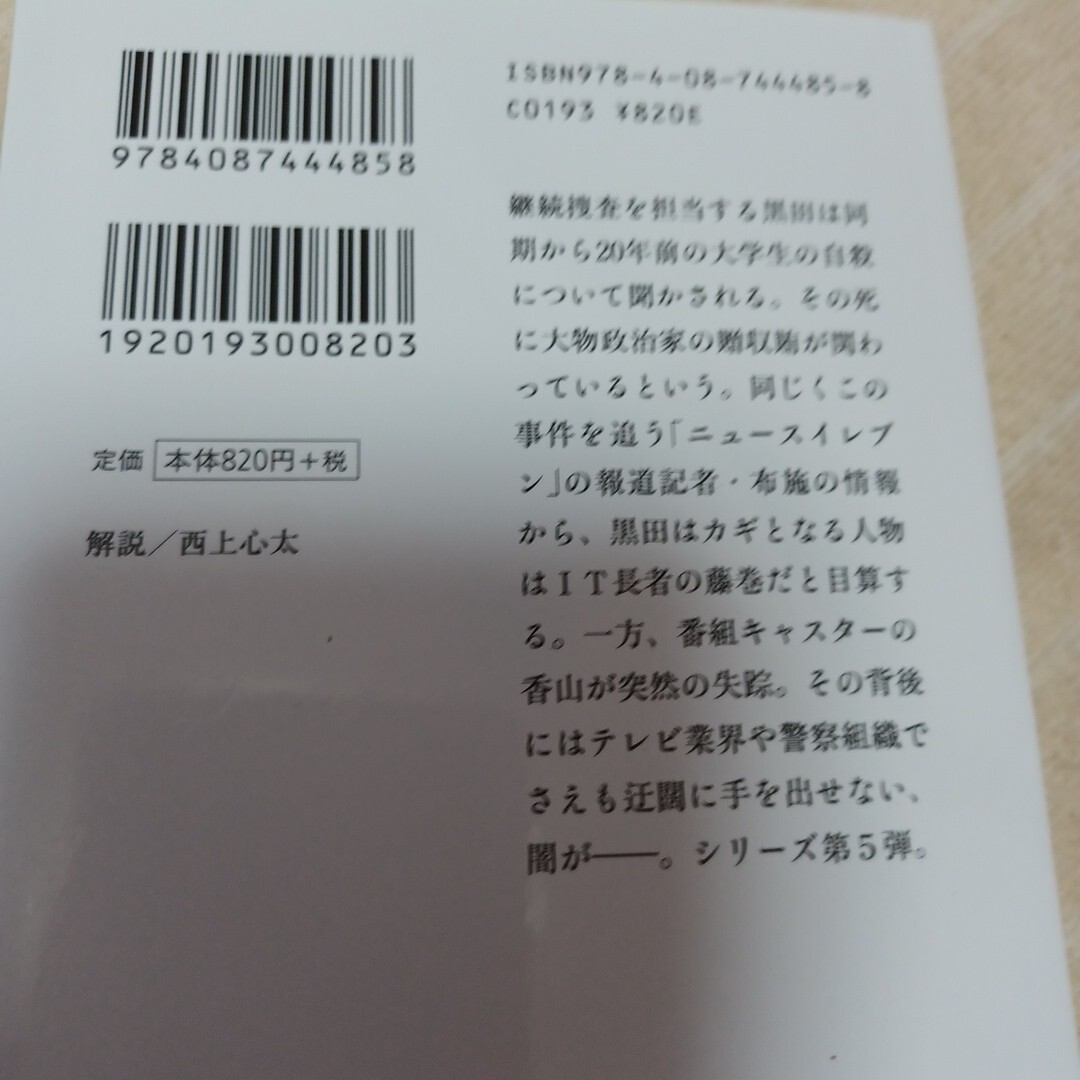 9784087444858
1920193008203
定価 本体820円+税
解説／西上心太
ISBN978-4-08-744485-8
C0193 ¥820E
継続捜査を担当する黒田は同
期から20年前の大学生の自殺
について聞かされる。その死
に大物政治家の贈収賄が関わ
っているという。同じくこの
事件を追う「ニュースイレブ
ン」の報道記者・布施の情報
から、黒田はカギとなる人物
はＩＴ長者の藤巻だと目算す
る。一方、番組キャスターの
香山が突然の失踪。その背後
にはテレビ業界や警察組織で
さえも迂闊に手を出せない、
闇が――。シリーズ第５弾。